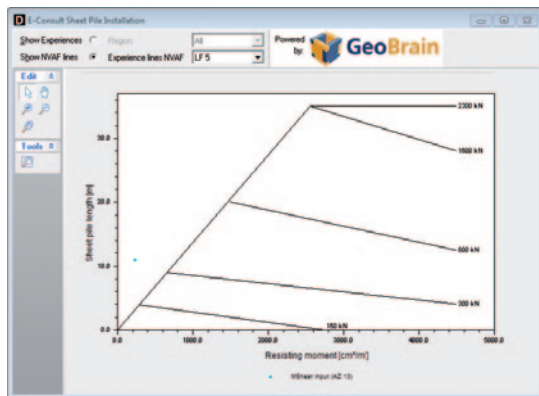 E-Consult Sheet Pile Installation
Show Experiences Region All
Show NVAF lines Experience lines NVAF LF 5
Powered by: GeoBrain
Edit
Tools
Sheet pile length [m]
30.0
20.0
10.0
0.0
2300 kN
1600 kN
800 kN
300 kN
150 kN
0.0 1000.0 2000.0 3000.0 4000.0 5000.0
Resisting moment [cm³/m']
MSheet input (AZ 13)